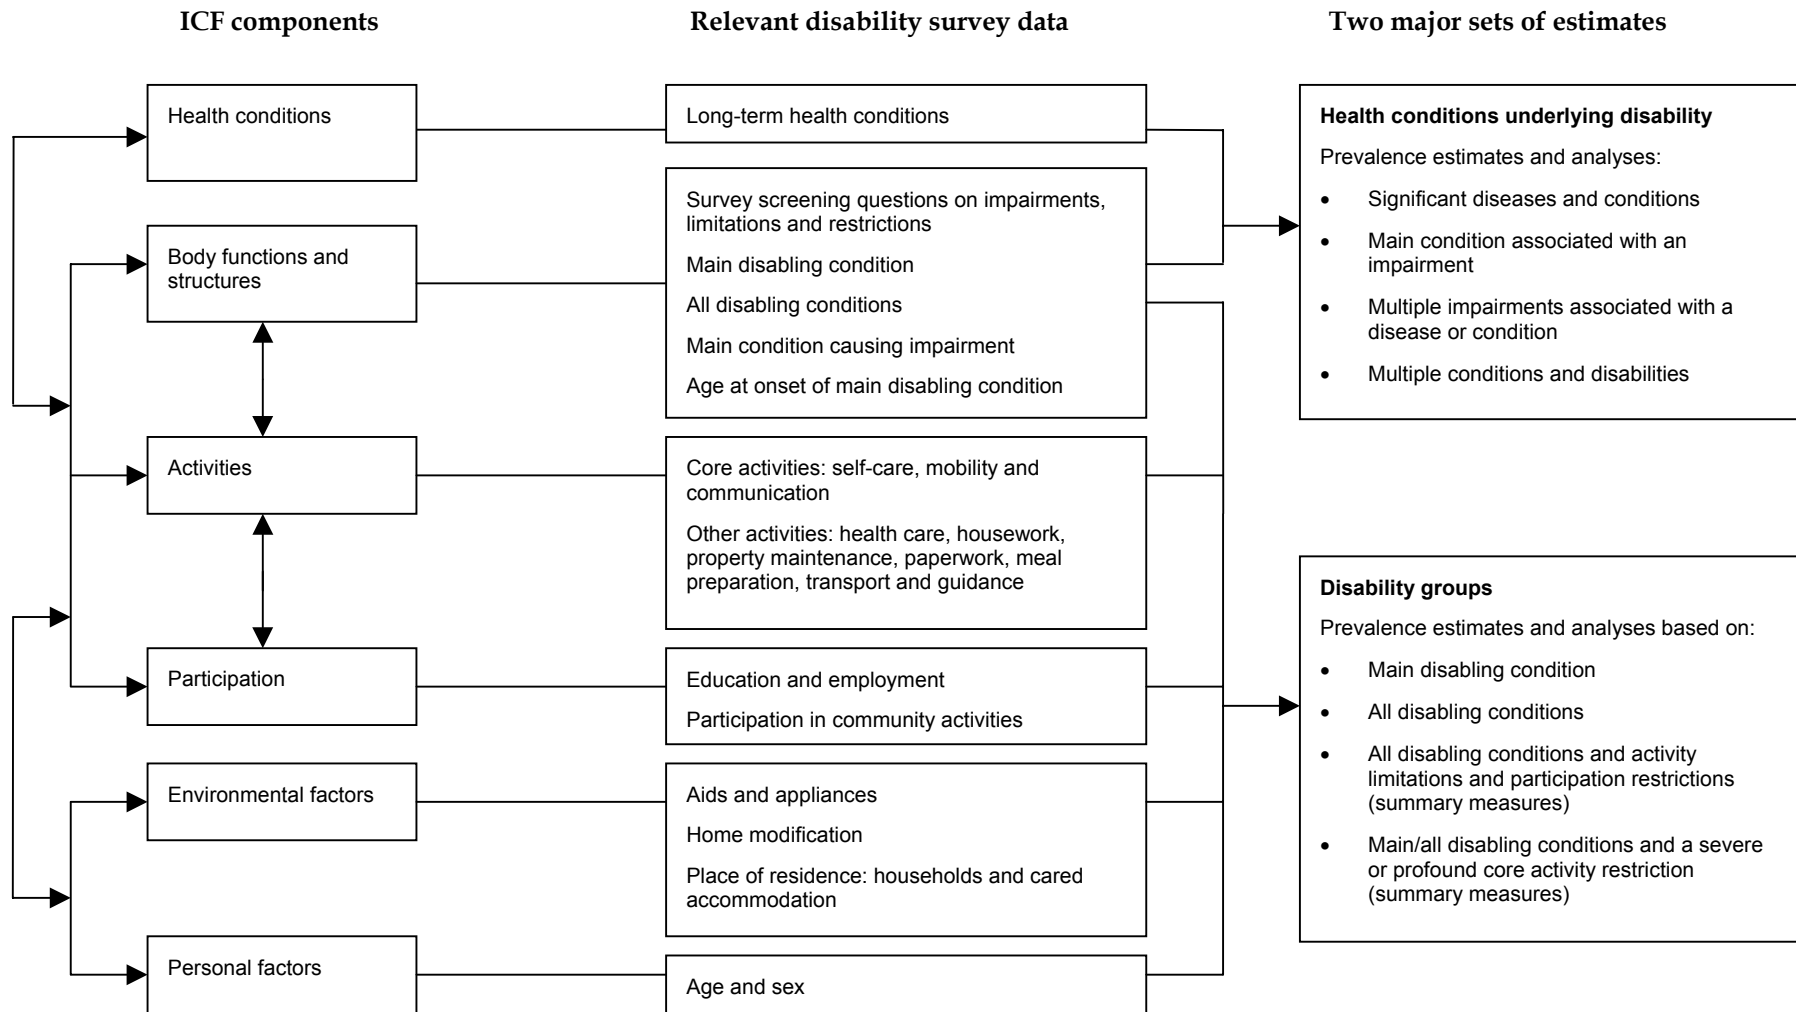 ICF components
Relevant disability survey data
Two major sets of estimates
Health conditions
Body functions and
structures
Activities
Participation
Environmental factors
Personal factors
Long-term health conditions
Survey screening questions on impairments,
limitations and restrictions
Main disabling condition
All disabling conditions
Main condition causing impairment
Age at onset of main disabling condition
Core activities: self-care, mobility and
communication
Other activities: health care, housework,
property maintenance, paperwork, meal
preparation, transport and guidance
Education and employment
Participation in community activities
Aids and appliances
Home modification
Place of residence: households and cared
accommodation
Age and sex
Health conditions underlying disability
Prevalence estimates and analyses:
• Significant diseases and conditions
• Main condition associated with an
impairment
• Multiple impairments associated with a
disease or condition
• Multiple conditions and disabilities
Disability groups
Prevalence estimates and analyses based on:
• Main disabling condition
• All disabling conditions
• All disabling conditions and activity
limitations and participation restrictions
(summary measures)
• Main/all disabling conditions and a severe
or profound core activity restriction
(summary measures)